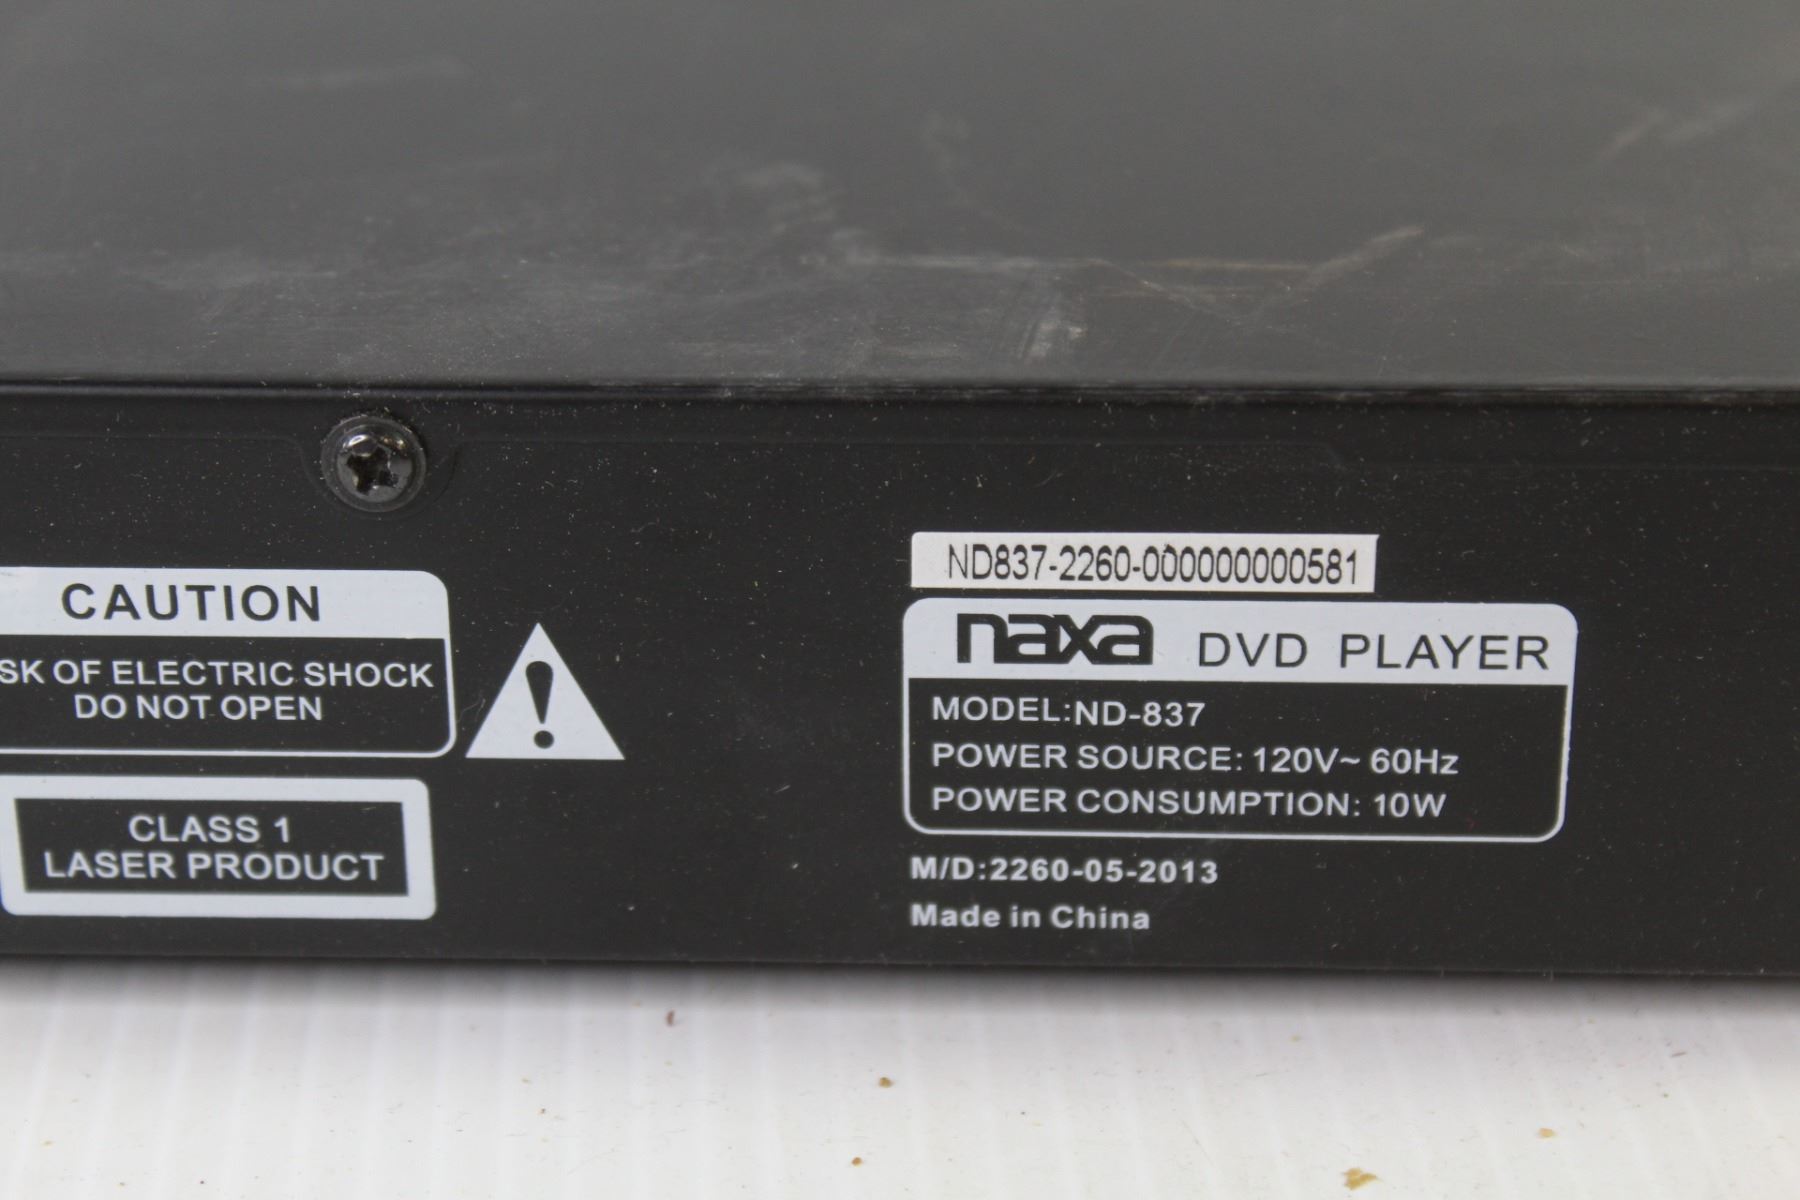 CAUTION
SK OF ELECTRIC SHOCK
DO NOT OPEN
CLASS 1
LASER PRODUCT
ND837-2260-000000000581
naxa DVD PLAYER
MODEL:ND-837
POWER SOURCE: 120V~ 60Hz
POWER CONSUMPTION: 10W
M/D:2260-05-2013
Made in China